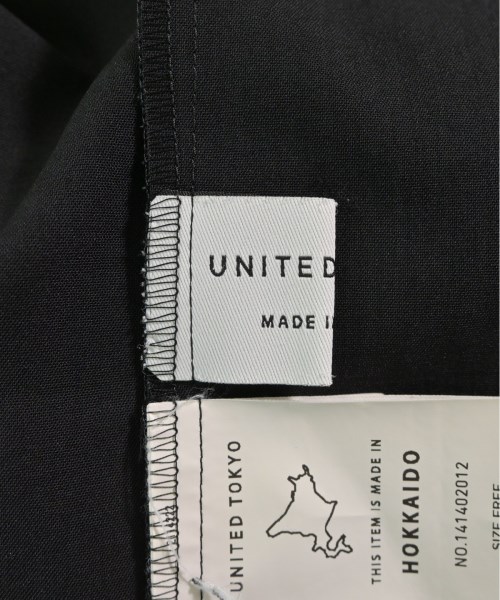 UNITED
MADE I
UNITED TOKYO
THIS ITEM IS MADE IN
HOKKAIDO
NO.141402012
SIZE FREE